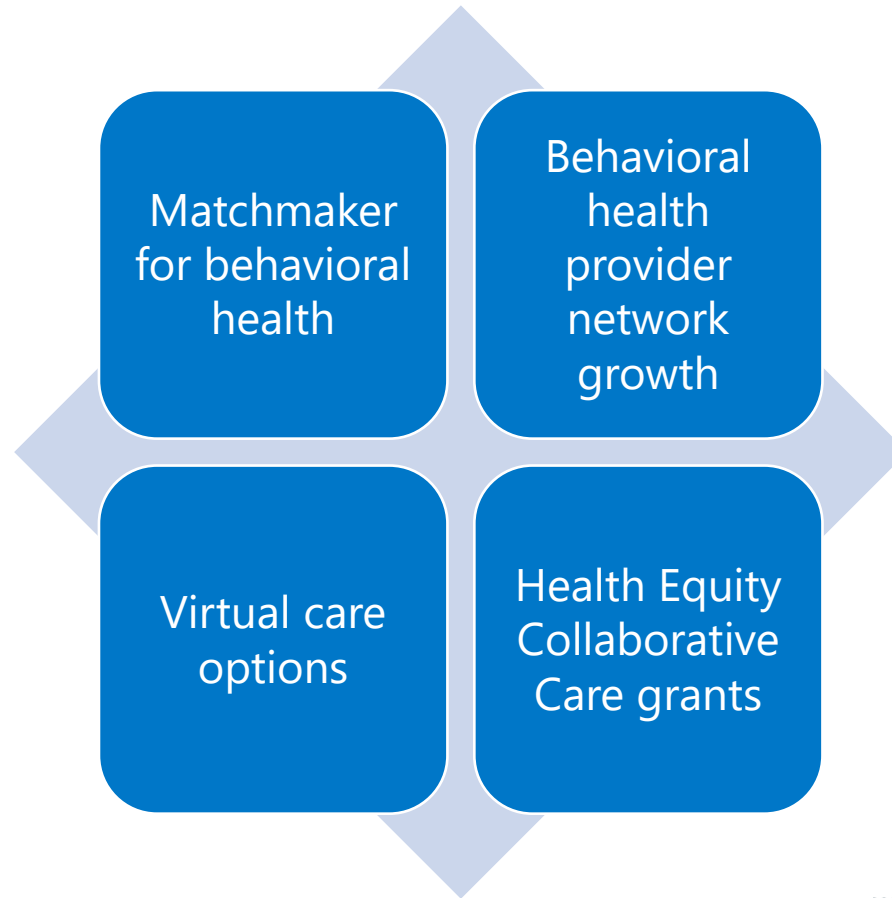 Matchmaker
for behavioral
health
Behavioral
health
provider
network
growth
Virtual care
options
Health Equity
Collaborative
Care grants